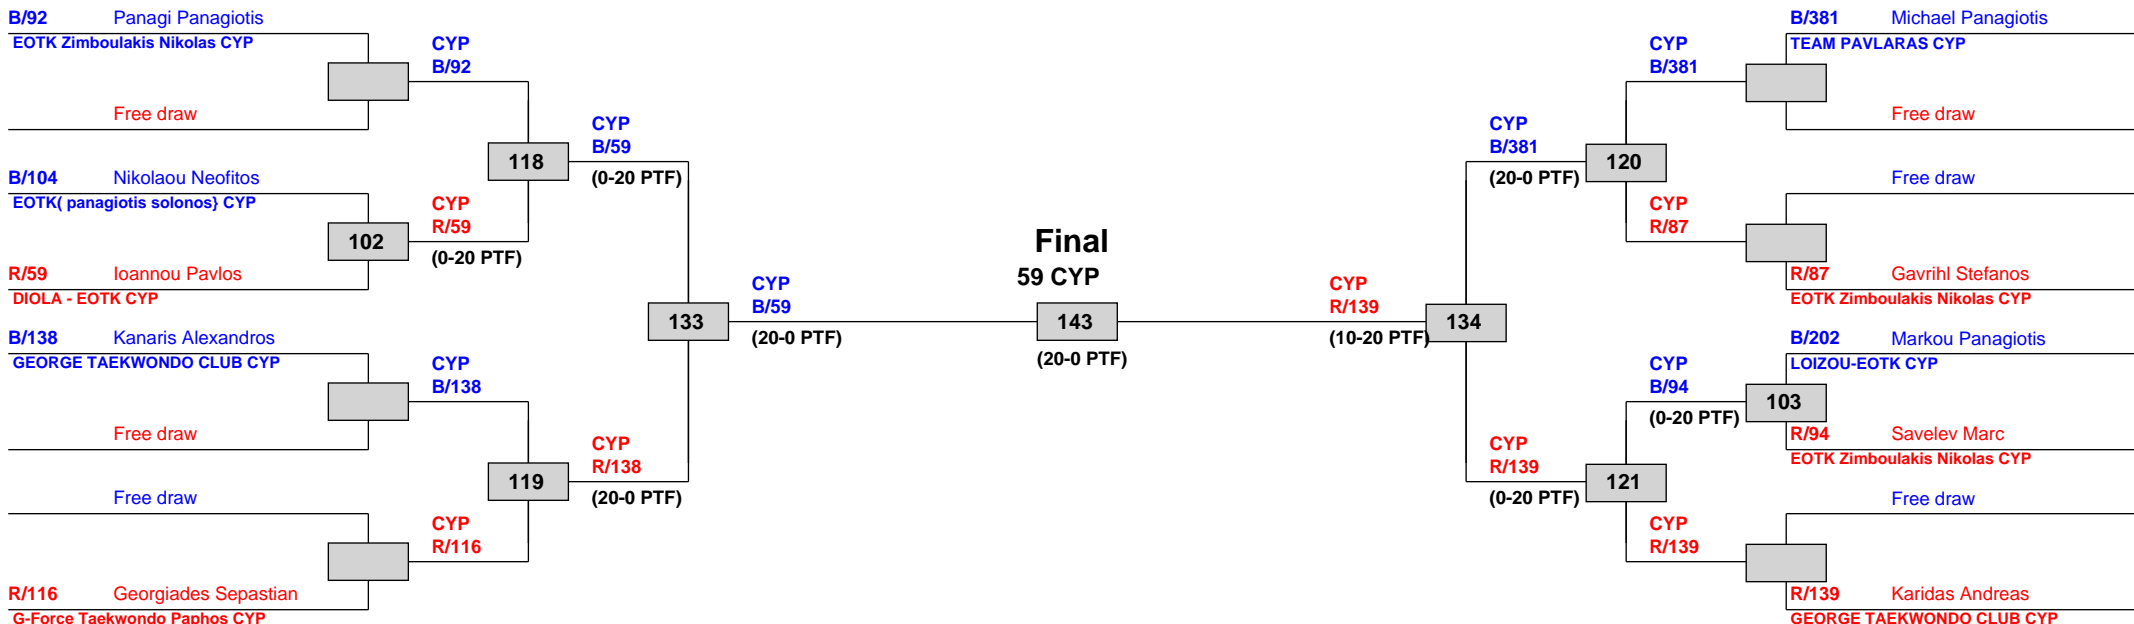 B/92 Panagi Panagiotis
EOTK Zimboulakis Nikolas CYP
Free draw
B/104 Nikolaou Neofitos
EOTK( panagiotis solonos} CYP
R/59 Ioannou Pavlos
DIOLA - EOTK CYP
B/138 Kanaris Alexandros
GEORGE TAEKWONDO CLUB CYP
Free draw
Free draw
R/116 Georgiades Sepastian
G-Force Taekwondo Paphos CYP
102
CYP
B/92
CYP
R/59
(0-20 PTF)
CYP
B/138
CYP
R/116
118
119
CYP
B/59
(0-20 PTF)
CYP
R/138
(20-0 PTF)
133
CYP
B/59
(20-0 PTF)
Final
59 CYP
143
(20-0 PTF)
CYP
R/139
(10-20 PTF)
134
CYP
B/381
(20-0 PTF)
CYP
R/139
(0-20 PTF)
120
121
CYP
B/381
CYP
R/87
CYP
B/94
(0-20 PTF)
CYP
R/139
103
B/381 Michael Panagiotis
TEAM PAVLARAS CYP
Free draw
Free draw
R/87 Gavrihl Stefanos
EOTK Zimboulakis Nikolas CYP
B/202 Markou Panagiotis
LOIZOU-EOTK CYP
R/94 Savelev Marc
EOTK Zimboulakis Nikolas CYP
Free draw
R/139 Karidas Andreas
GEORGE TAEKWONDO CLUB CYP